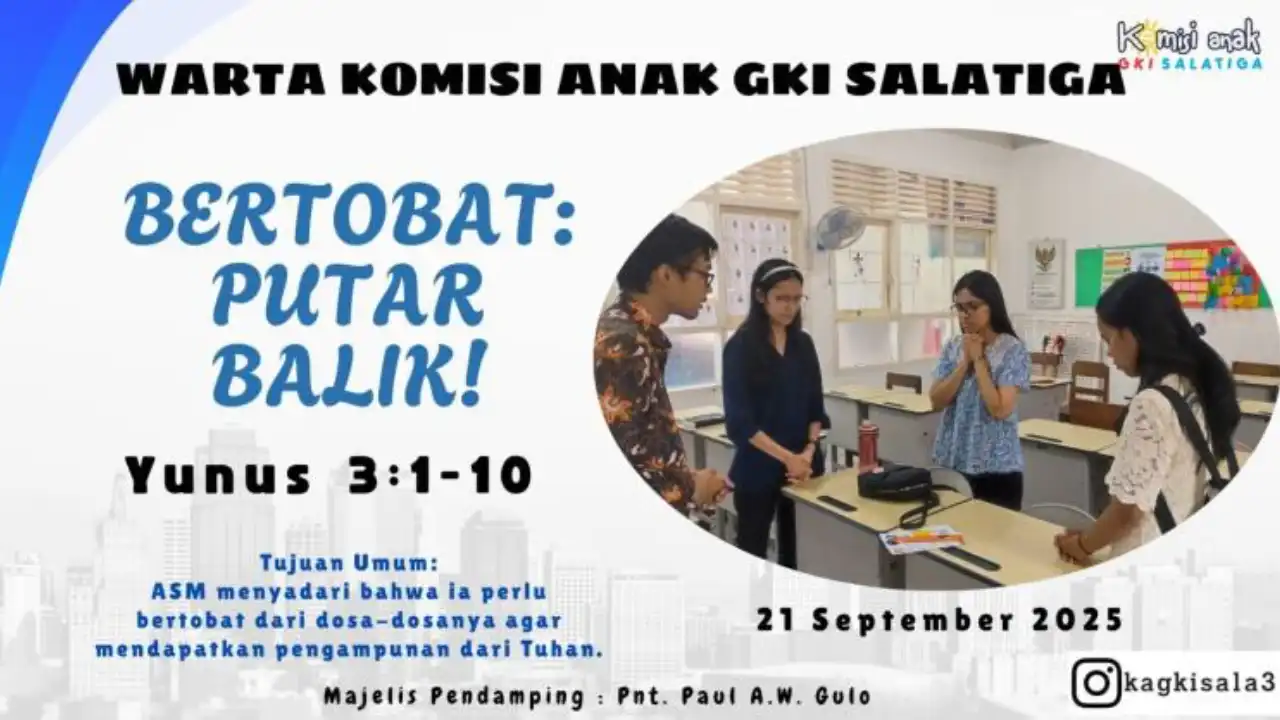 Komisi anak
GKI SALATIGA
WARTA KOMISI ANAK GKI SALATIGA
BERTOBAT:
PUTAR
BALIK!
Yunus 3:1-10
Tujuan Umum:
ASM menyadari bahwa ia perlu
bertobat dari dosa-dosanya agar
mendapatkan pengampunan dari Tuhan.
21 September 2025
Majelis Pendamping : Pnt. Paul A.W. Gulo
kagkisala3